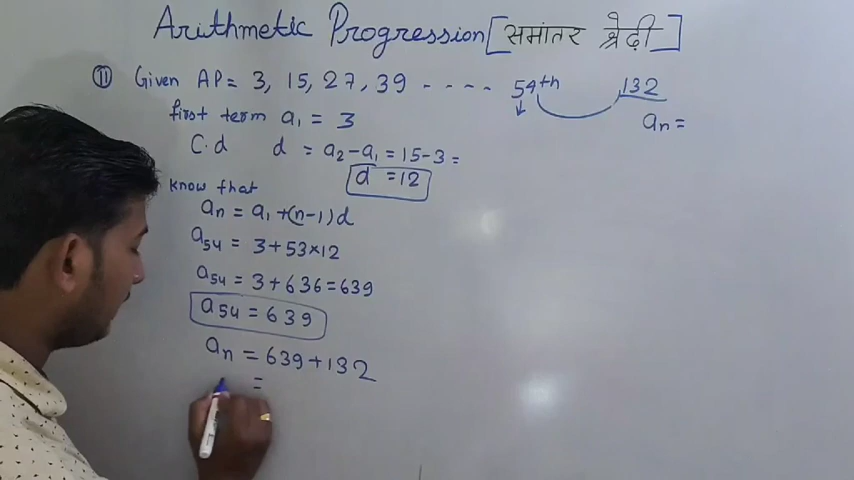 Arithmetic Progression [समांतर श्रेढ़ी]
⑪ Given AP = 3, 15, 27, 39 - - - - - 54th 132
↓
first term a₁ = 3
aₙ =
C.d d = a₂-a₁ = 15-3 =
d = 12
know that
aₙ = a₁ +(n-1)d
a₅₄ = 3+53×12
a₅₄ = 3+636=639
a₅₄ = 639
aₙ = 639+132
=